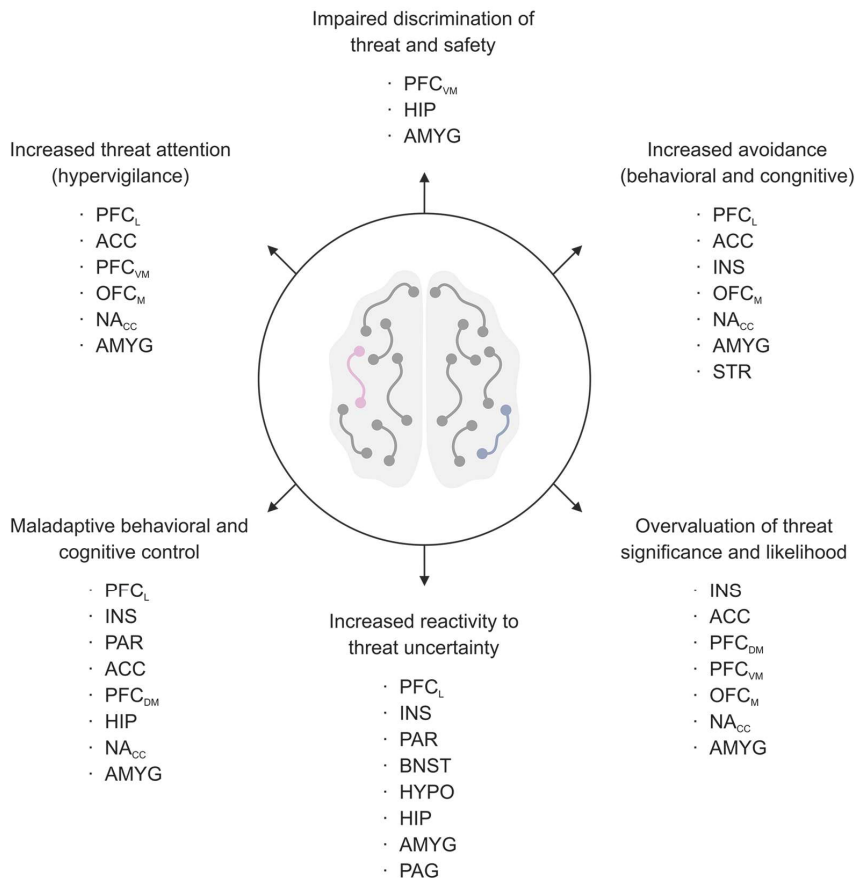 Impaired discrimination of
threat and safety
· PFC_VM
· HIP
· AMYG
Increased threat attention
(hypervigilance)
· PFC_L
· ACC
· PFC_VM
· OFC_M
· NA_CC
· AMYG
Increased avoidance
(behavioral and congnitive)
· PFC_L
· ACC
· INS
· OFC_M
· NA_CC
· AMYG
· STR
Maladaptive behavioral and
cognitive control
· PFC_L
· INS
· PAR
· ACC
· PFC_DM
· HIP
· NA_CC
· AMYG
Increased reactivity to
threat uncertainty
· PFC_L
· INS
· PAR
· BNST
· HYPO
· HIP
· AMYG
· PAG
Overvaluation of threat
significance and likelihood
· INS
· ACC
· PFC_DM
· PFC_VM
· OFC_M
· NA_CC
· AMYG